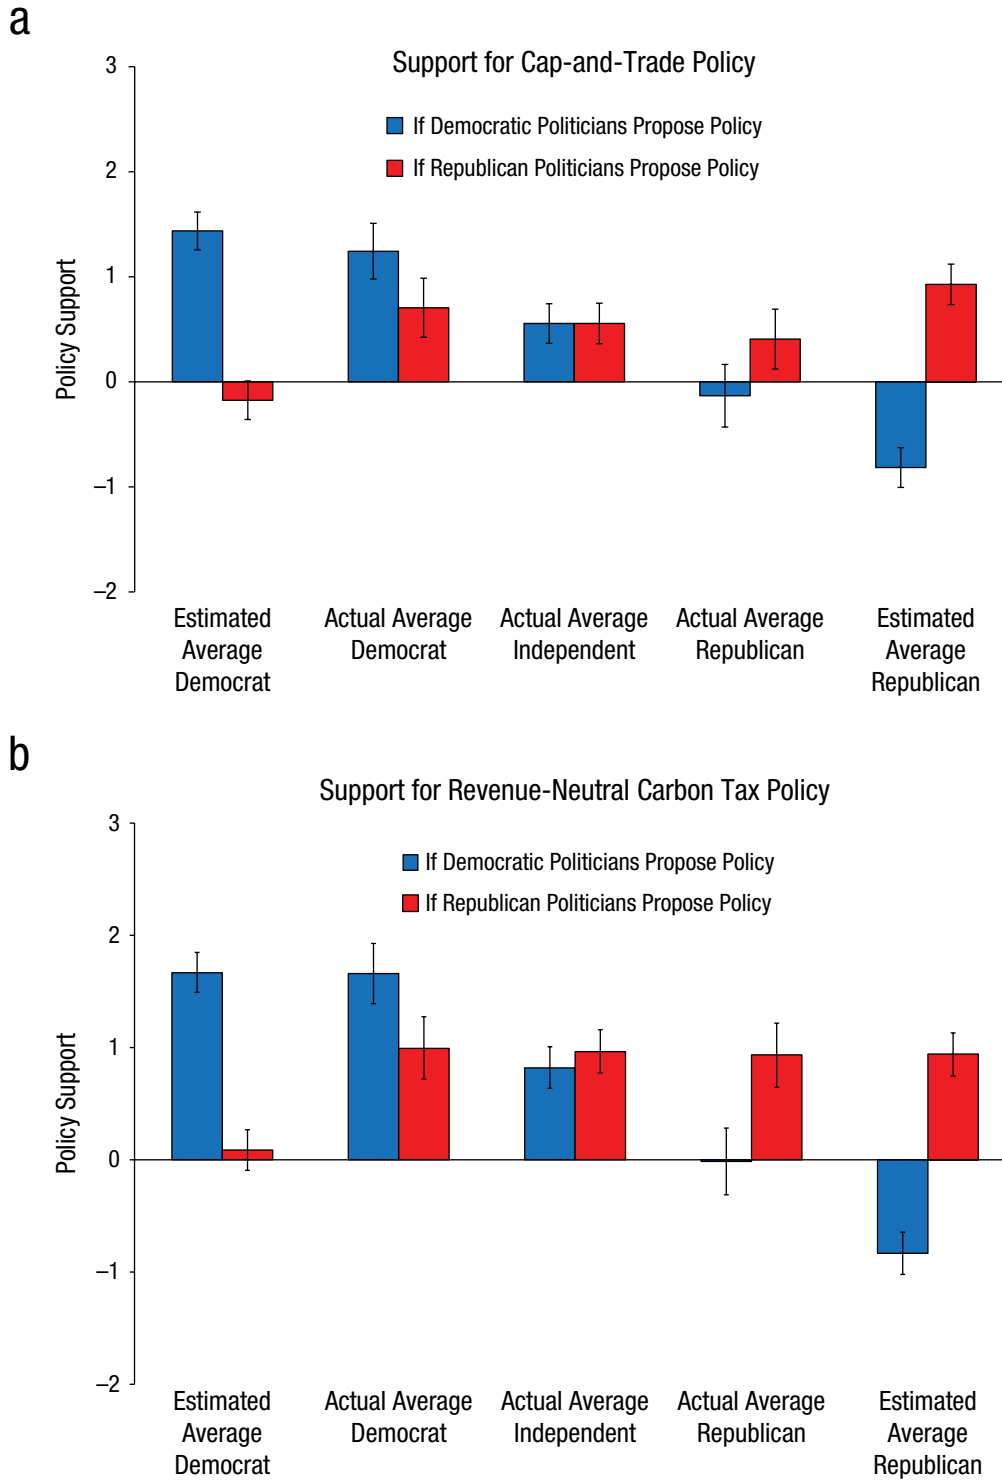 a
Support for Cap-and-Trade Policy
If Democratic Politicians Propose Policy
If Republican Politicians Propose Policy
Policy Support
3
2
1
0
–1
–2
Estimated Average Democrat
Actual Average Democrat
Actual Average Independent
Actual Average Republican
Estimated Average Republican
b
Support for Revenue-Neutral Carbon Tax Policy
If Democratic Politicians Propose Policy
If Republican Politicians Propose Policy
Policy Support
3
2
1
0
–1
–2
Estimated Average Democrat
Actual Average Democrat
Actual Average Independent
Actual Average Republican
Estimated Average Republican